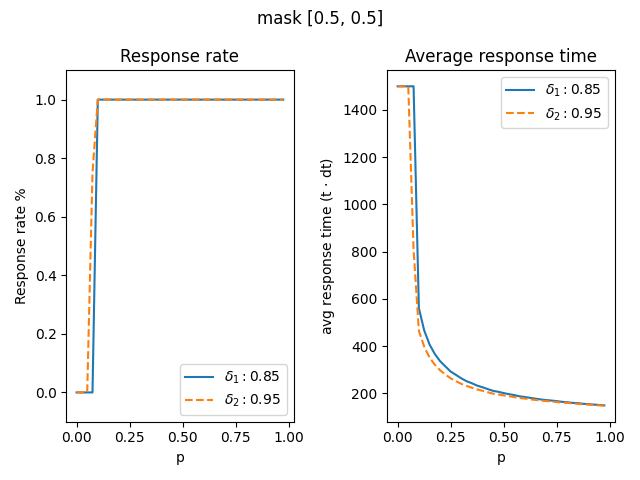 mask [0.5, 0.5]
Response rate
Response rate %
1.0
0.8
0.6
0.4
0.2
0.0
0.00 0.25 0.50 0.75 1.00
p
δ₁ : 0.85
δ₂ : 0.95
Average response time
avg response time (t · dt)
1400
1200
1000
800
600
400
200
0.00 0.25 0.50 0.75 1.00
p
δ₁ : 0.85
δ₂ : 0.95